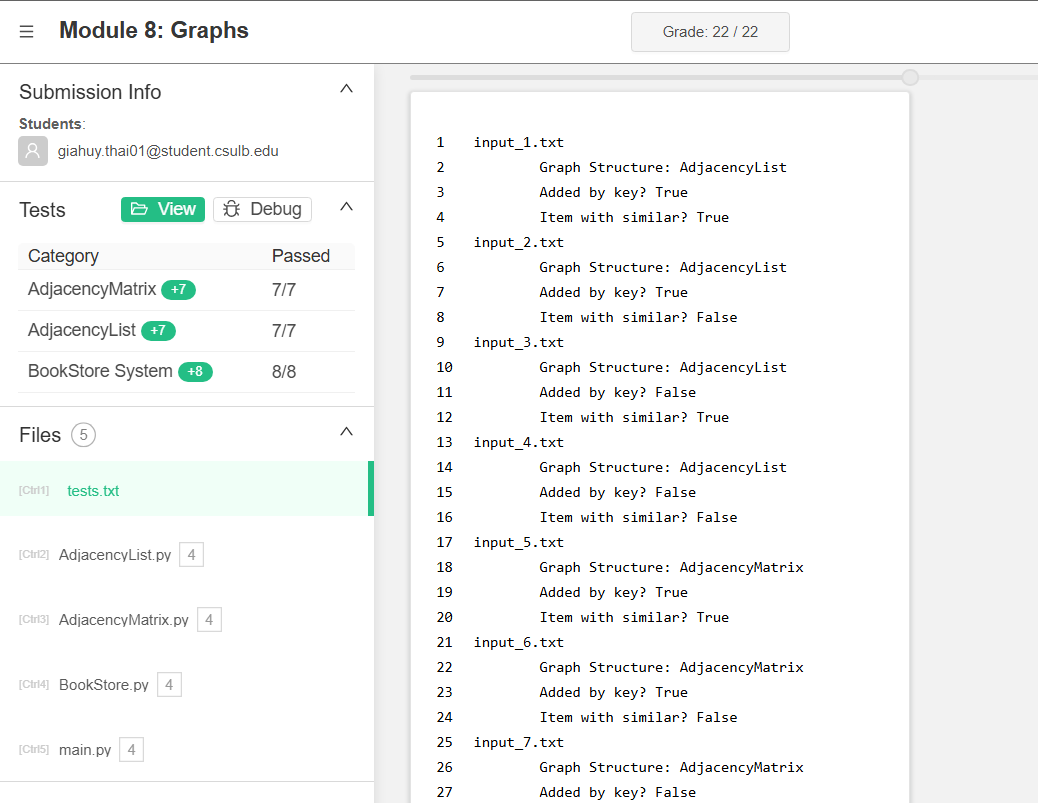 Module 8: Graphs
Grade: 22 / 22
Submission Info
Students:
giahuy.thai01@student.csulb.edu
Tests
View
Debug
Category Passed
AdjacencyMatrix +7 7/7
AdjacencyList +7 7/7
BookStore System +8 8/8
Files 5
[Ctrl1] tests.txt
[Ctrl2] AdjacencyList.py 4
[Ctrl3] AdjacencyMatrix.py 4
[Ctrl4] BookStore.py 4
[Ctrl5] main.py 4
1 input_1.txt
2 Graph Structure: AdjacencyList
3 Added by key? True
4 Item with similar? True
5 input_2.txt
6 Graph Structure: AdjacencyList
7 Added by key? True
8 Item with similar? False
9 input_3.txt
10 Graph Structure: AdjacencyList
11 Added by key? False
12 Item with similar? True
13 input_4.txt
14 Graph Structure: AdjacencyList
15 Added by key? False
16 Item with similar? False
17 input_5.txt
18 Graph Structure: AdjacencyMatrix
19 Added by key? True
20 Item with similar? True
21 input_6.txt
22 Graph Structure: AdjacencyMatrix
23 Added by key? True
24 Item with similar? False
25 input_7.txt
26 Graph Structure: AdjacencyMatrix
27 Added by key? False